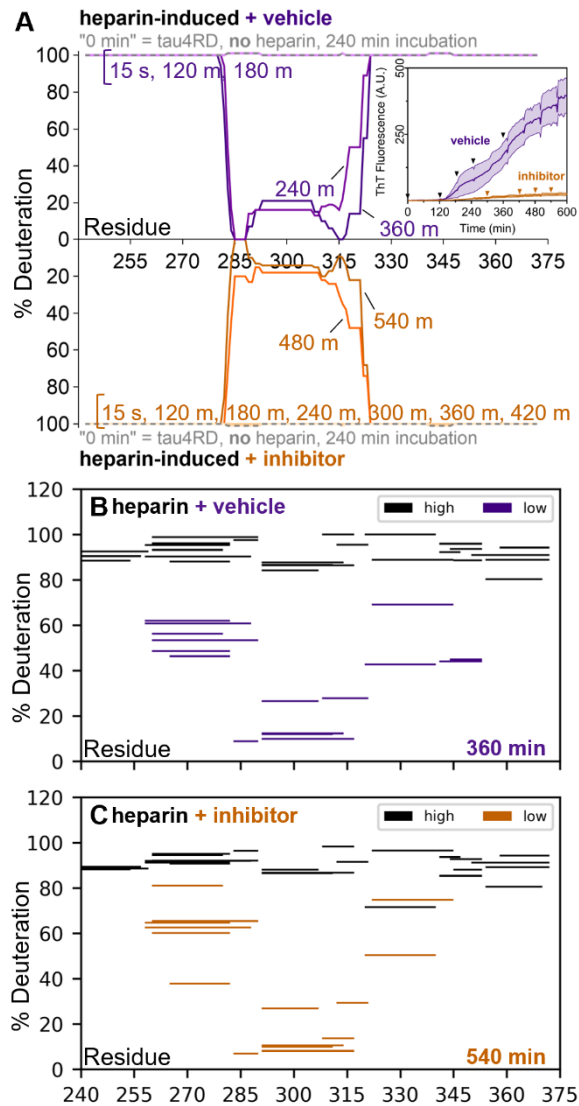 A heparin-induced + vehicle
"0 min" = tau4RD, no heparin, 240 min incubation
100
15 s, 120 m, 180 m
80
60
40
20
0
240 m
360 m
ThT Fluorescence (A.U.)
500
250
0
vehicle
inhibitor
0 120 240 360 480 600
Time (min)
Residue
255 270 285 300 315 330 345 360 375
% Deuteration
20
40
60
80
100
540 m
480 m
15 s, 120 m, 180 m, 240 m, 300 m, 360 m, 420 m
"0 min" = tau4RD, no heparin, 240 min incubation
heparin-induced + inhibitor
B heparin + vehicle
high low
120
100
80
60
40
20
0
% Deuteration
Residue
360 min
C heparin + inhibitor
high low
120
100
80
60
40
20
0
% Deuteration
Residue
540 min
240 255 270 285 300 315 330 345 360 375